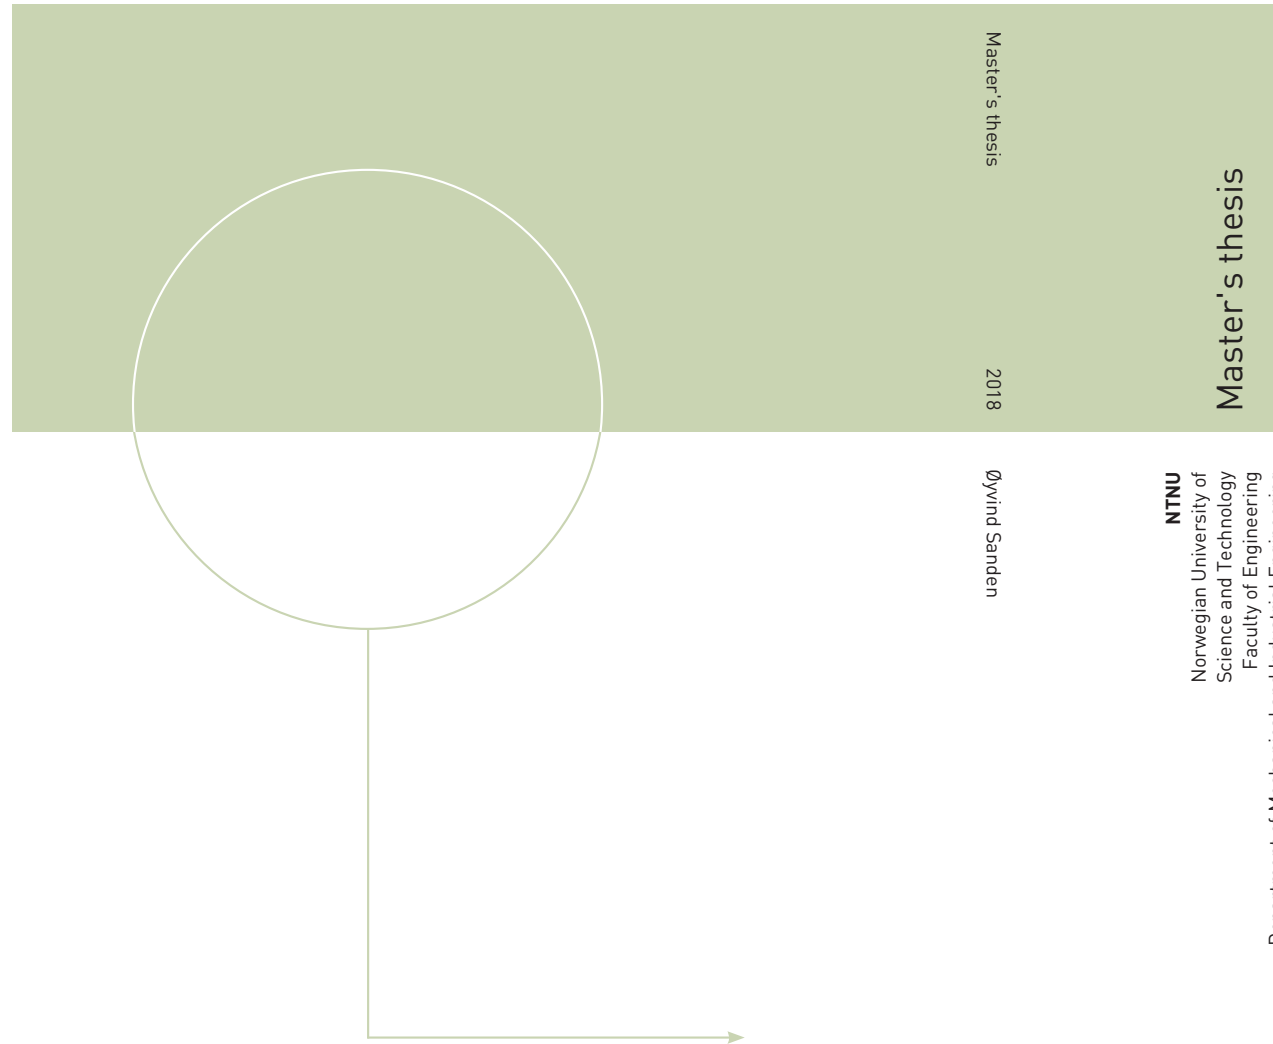 Master's thesis
2018
Øyvind Sanden
Master's thesis
NTNU
Norwegian University of
Science and Technology
Faculty of Engineering